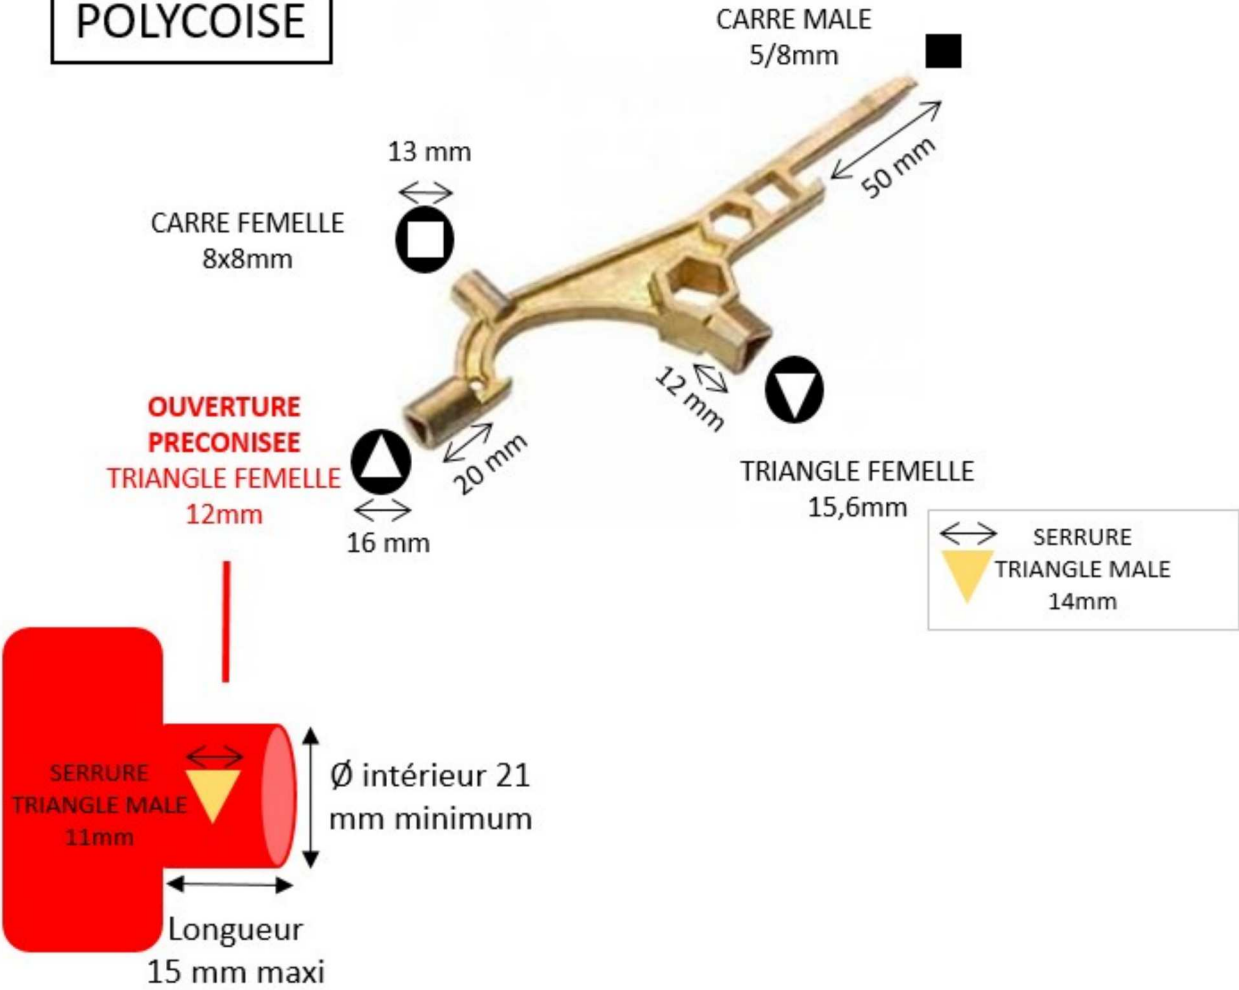 POLYCOISE
CARRE MALE
5/8mm
50 mm
13 mm
CARRE FEMELLE
8x8mm
12 mm
OUVERTURE
PRECONISEE
TRIANGLE FEMELLE
12mm
20 mm
16 mm
TRIANGLE FEMELLE
15,6mm
SERRURE
TRIANGLE MALE
14mm
SERRURE
TRIANGLE MALE
11mm
Ø intérieur 21
mm minimum
Longueur
15 mm maxi